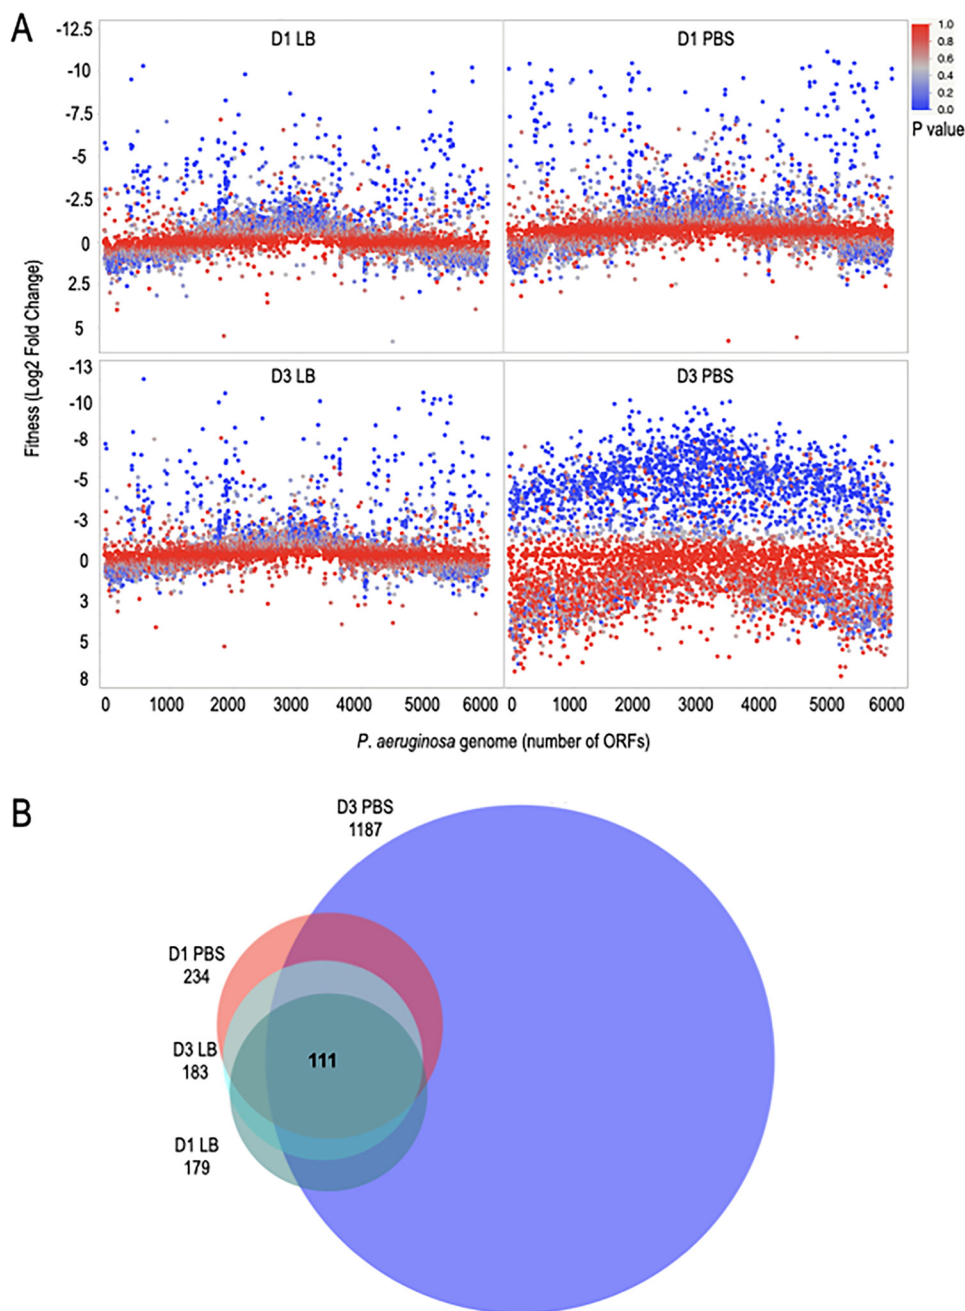 A
D1 LB
D1 PBS
-12.5
-10
-7.5
-5
-2.5
0
2.5
5
1.0
0.8
0.6
0.4
0.2
0.0
P value
Fitness (Log2 Fold Change)
D3 LB
D3 PBS
-13
-10
-8
-5
-3
0
3
5
8
0 1000 2000 3000 4000 5000 6000
0 1000 2000 3000 4000 5000 6000
P. aeruginosa genome (number of ORFs)
B
D3 PBS
1187
D1 PBS
234
D3 LB
183
111
D1 LB
179